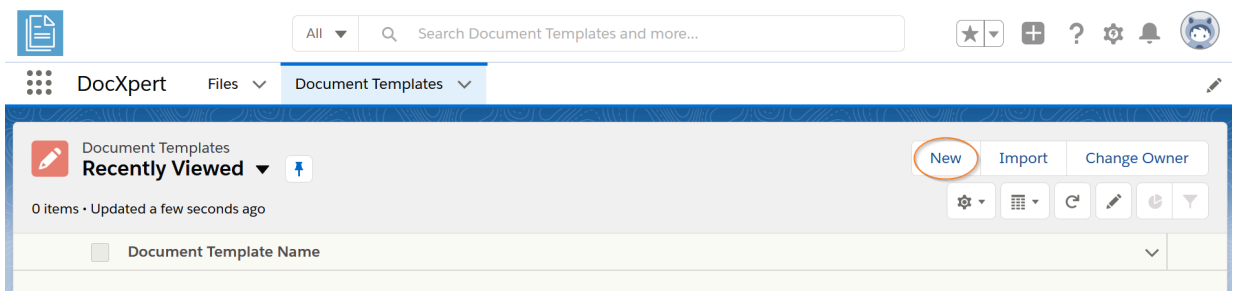 All
Search Document Templates and more...
DocXpert
Files
Document Templates
Document Templates
Recently Viewed
New
Import
Change Owner
0 items • Updated a few seconds ago
Document Template Name